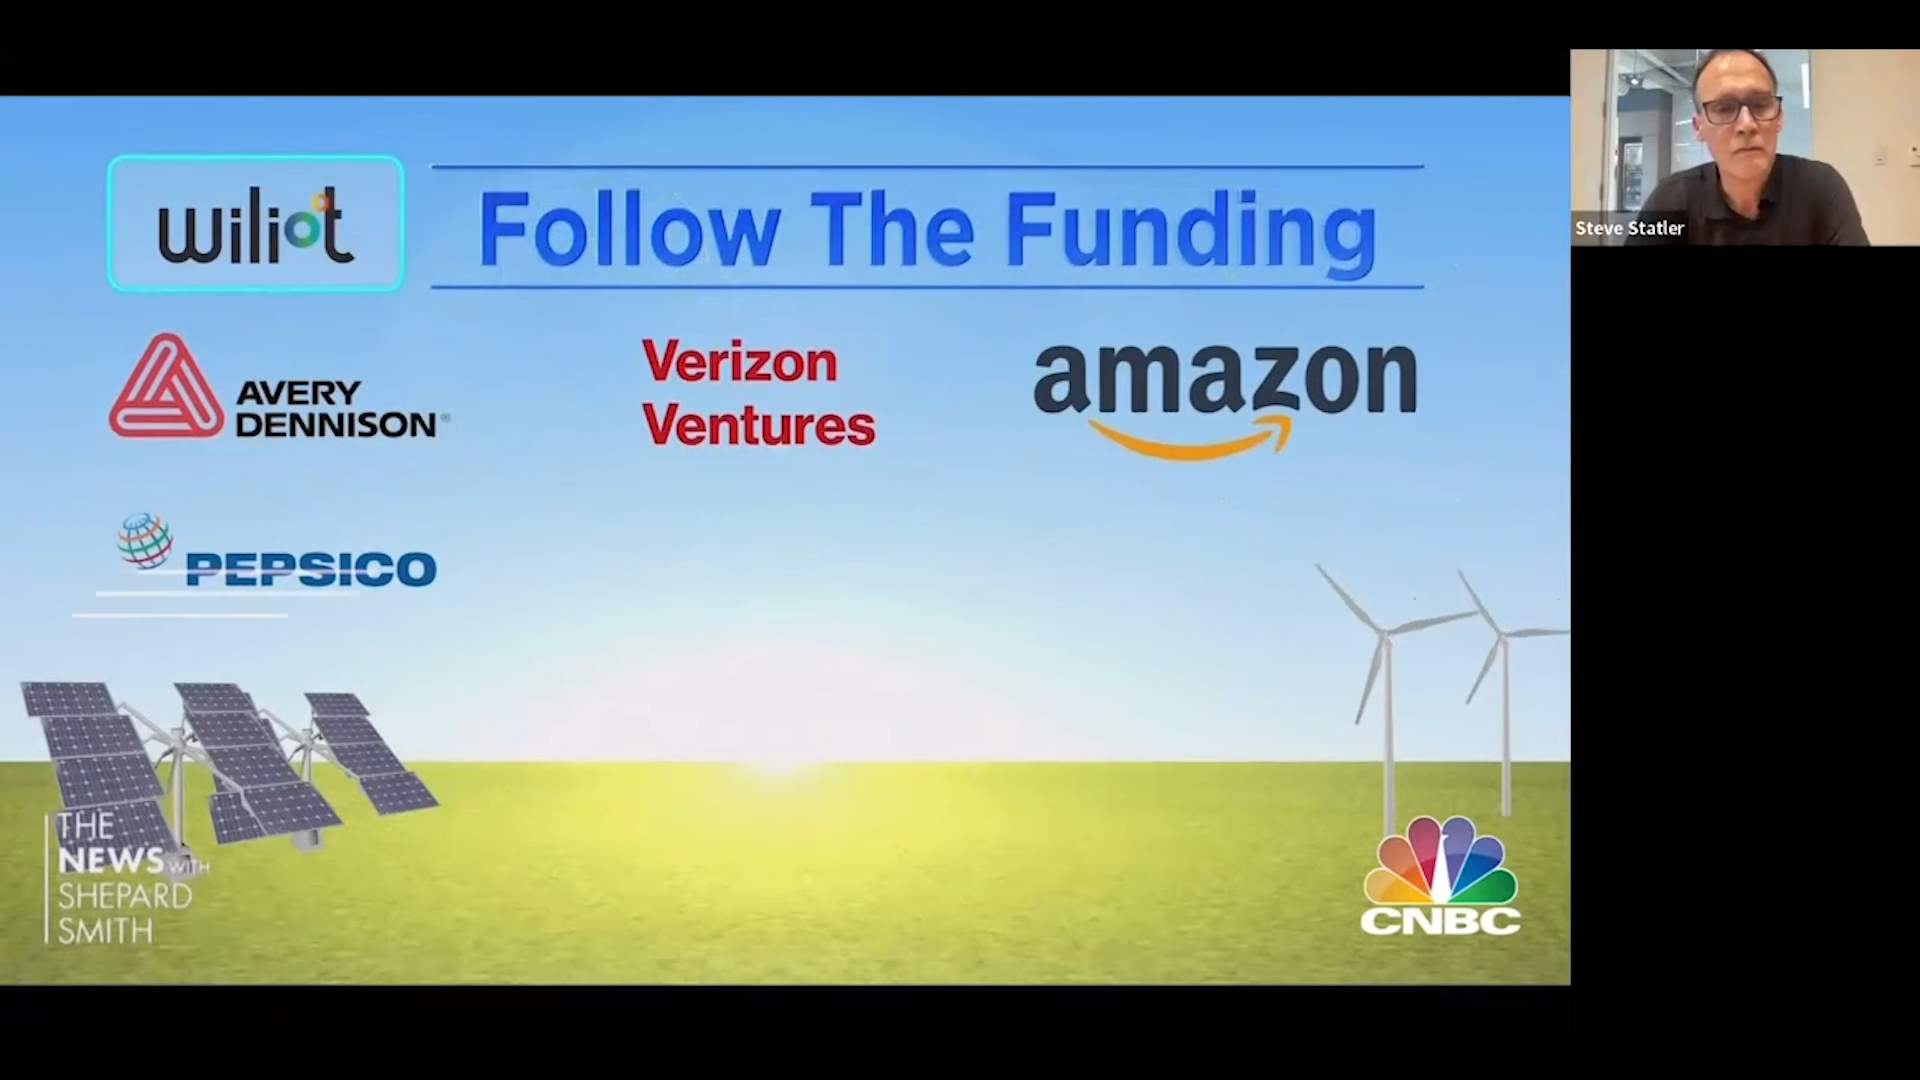 wiliot
Follow The Funding
AVERY
DENNISON
Verizon
Ventures
amazon
PEPSICO
THE
NEWS WITH
SHEPARD
SMITH
CNBC
Steve Statler